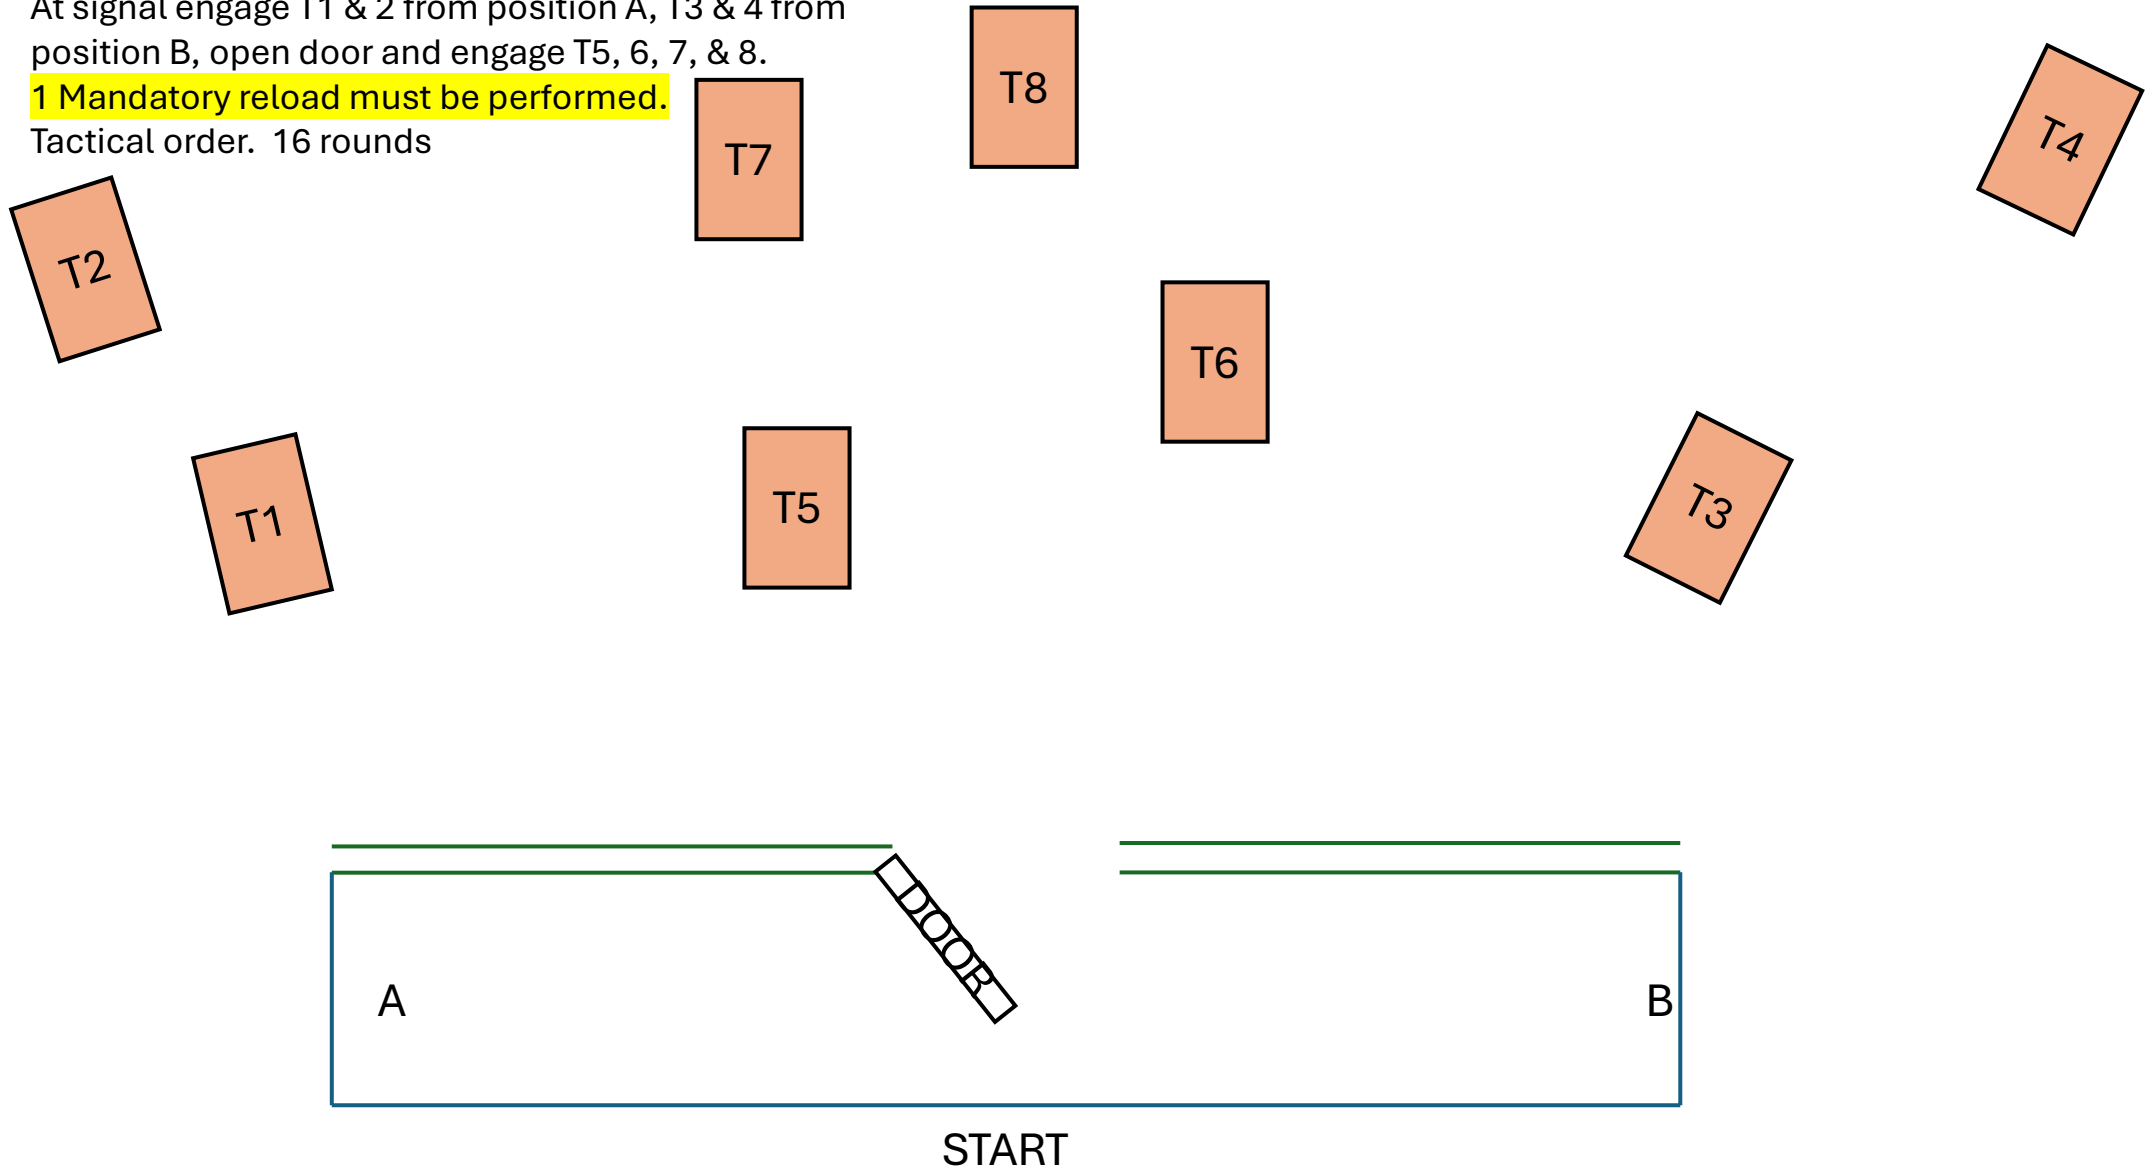 At signal engage T1 & 2 from position A, T3 & 4 from
position B, open door and engage T5, 6, 7, & 8.
1 Mandatory reload must be performed.
Tactical order.  16 rounds
T8
T4
T7
T2
T6
T3
T5
T1
DOOR
A
B
START